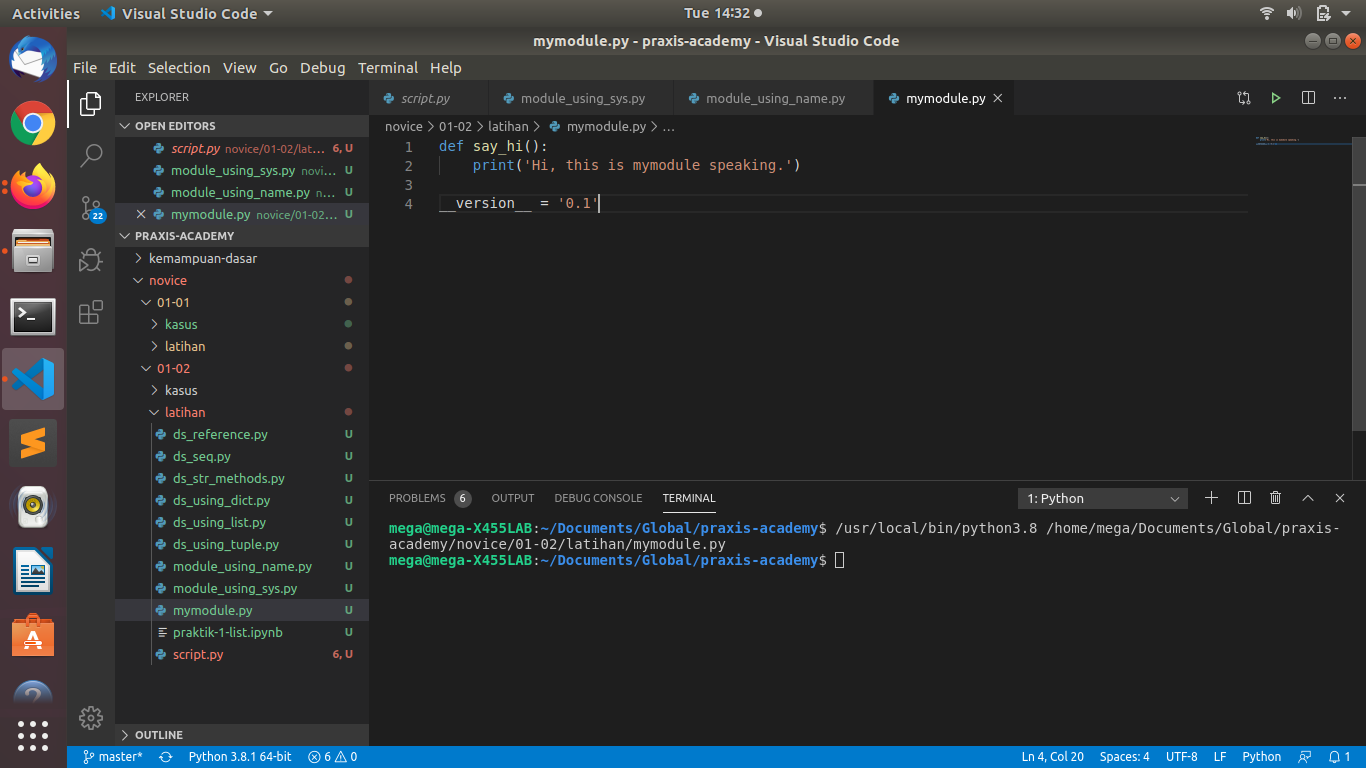 Activities Visual Studio Code Tue 14:32
mymodule.py - praxis-academy - Visual Studio Code
File Edit Selection View Go Debug Terminal Help
EXPLORER
OPEN EDITORS
script.py novice/01-02/lat... 6, U
module_using_sys.py novi... U
module_using_name.py n... U
mymodule.py novice/01-02... U
PRAXIS-ACADEMY
kemampuan-dasar
novice
01-01
kasus
latihan
01-02
kasus
latihan
ds_reference.py U
ds_seq.py U
ds_str_methods.py U
ds_using_dict.py U
ds_using_list.py U
ds_using_tuple.py U
module_using_name.py U
module_using_sys.py U
mymodule.py U
praktik-1-list.ipynb U
script.py 6, U
OUTLINE
22
script.py module_using_sys.py module_using_name.py mymodule.py
novice > 01-02 > latihan > mymodule.py > ...
1 def say_hi():
2 print('Hi, this is mymodule speaking.')
3
4 __version__ = '0.1'
PROBLEMS 6 OUTPUT DEBUG CONSOLE TERMINAL 1: Python
mega@mega-X455LAB:~/Documents/Global/praxis-academy$ /usr/local/bin/python3.8 /home/mega/Documents/Global/praxis-
academy/novice/01-02/latihan/mymodule.py
mega@mega-X455LAB:~/Documents/Global/praxis-academy$
master* Python 3.8.1 64-bit 6 0 Ln 4, Col 20 Spaces: 4 UTF-8 LF Python 1